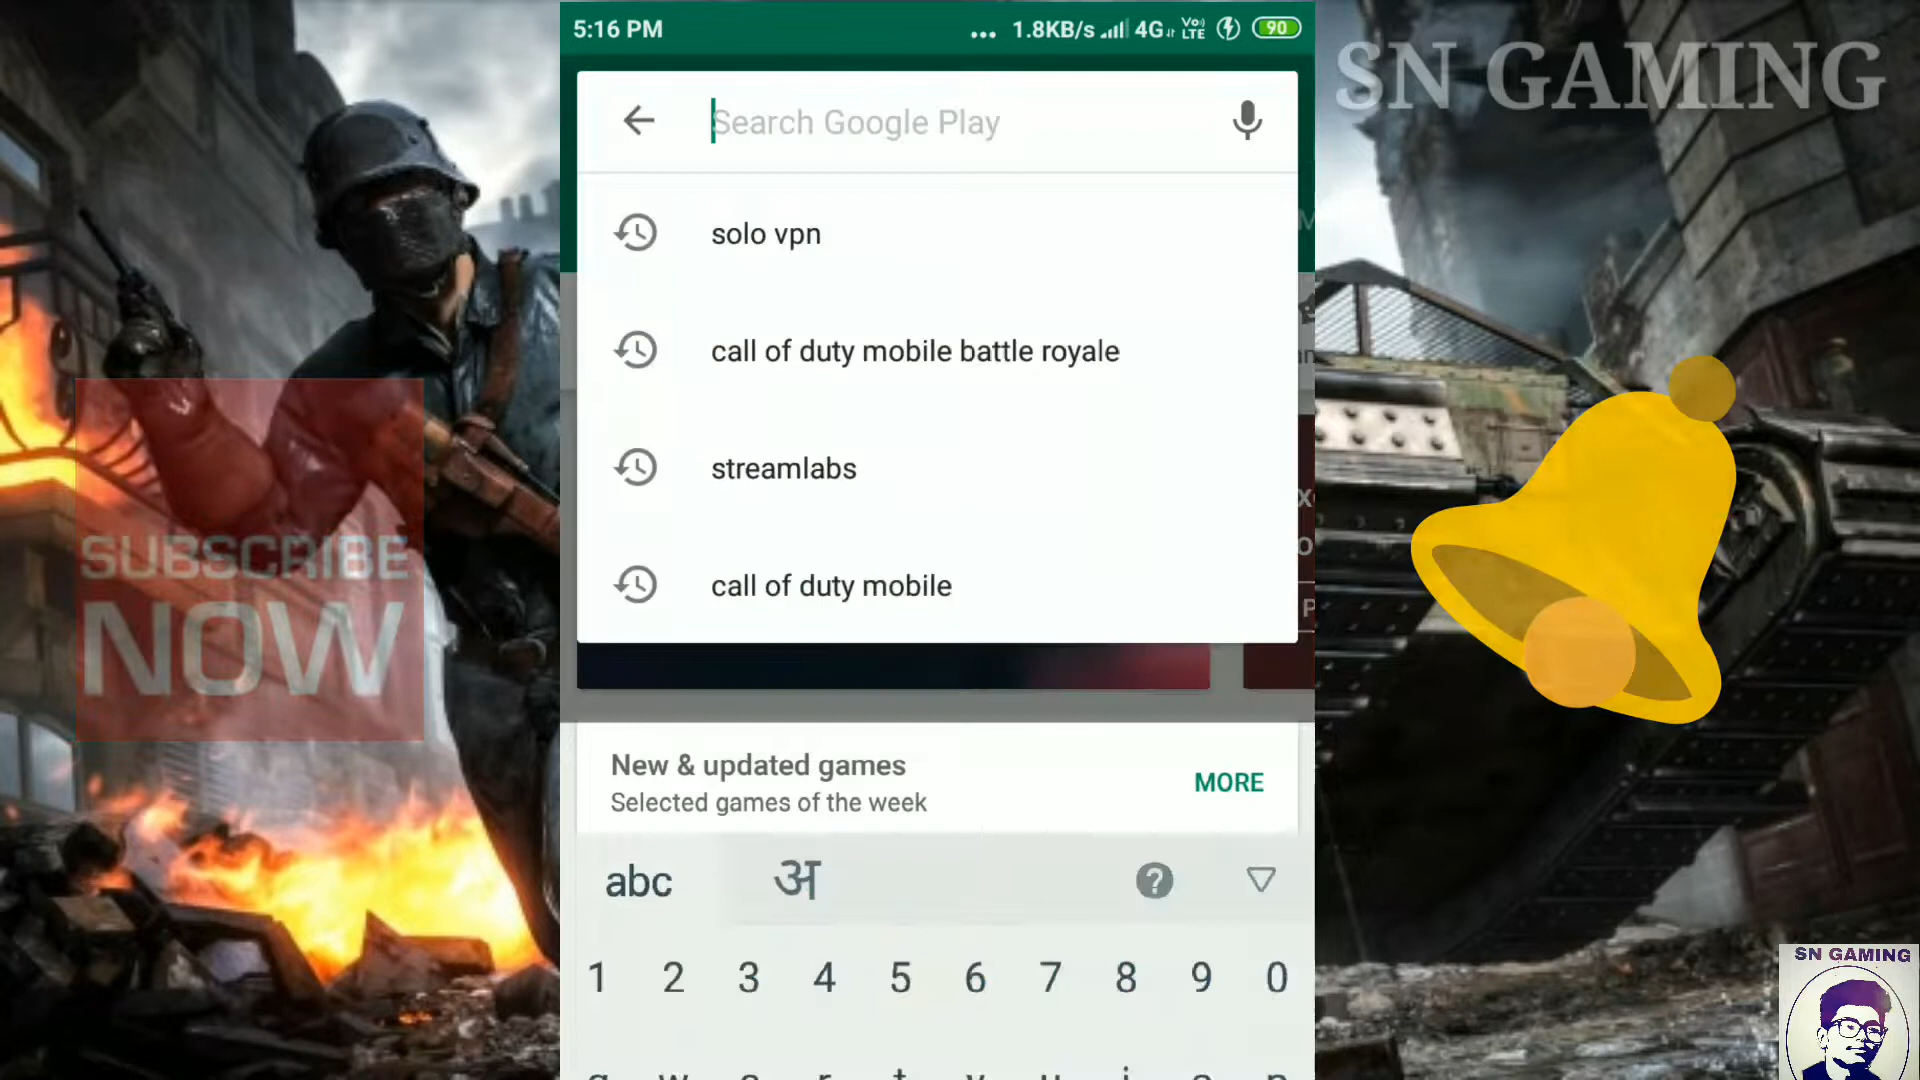 5:16 PM
... 1.8KB/s 4G Vo) LTE 90
SN GAMING
Search Google Play
solo vpn
call of duty mobile battle royale
streamlabs
call of duty mobile
SUBSCRIBE
NOW
New & updated games
MORE
Selected games of the week
abc अ ?
1 2 3 4 5 6 7 8 9 0
SN GAMING